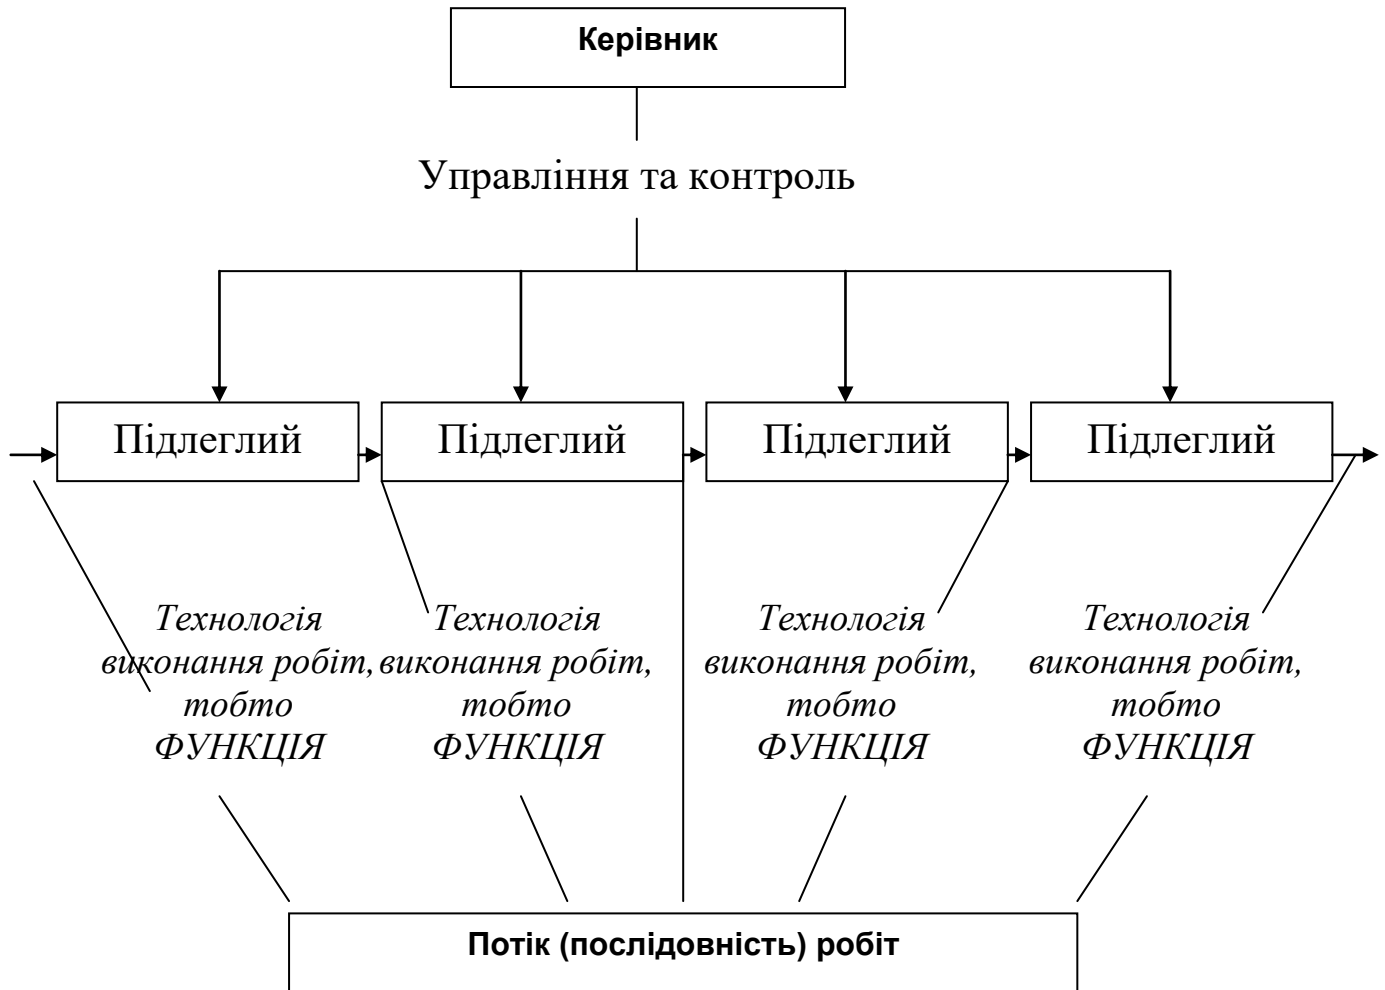 Керівник
Управління та контроль
Підлеглий
Підлеглий
Підлеглий
Підлеглий
Технологія
виконання робіт,
тобто
ФУНКЦІЯ
Технологія
виконання робіт,
тобто
ФУНКЦІЯ
Технологія
виконання робіт,
тобто
ФУНКЦІЯ
Технологія
виконання робіт,
тобто
ФУНКЦІЯ
Потік (послідовність) робіт